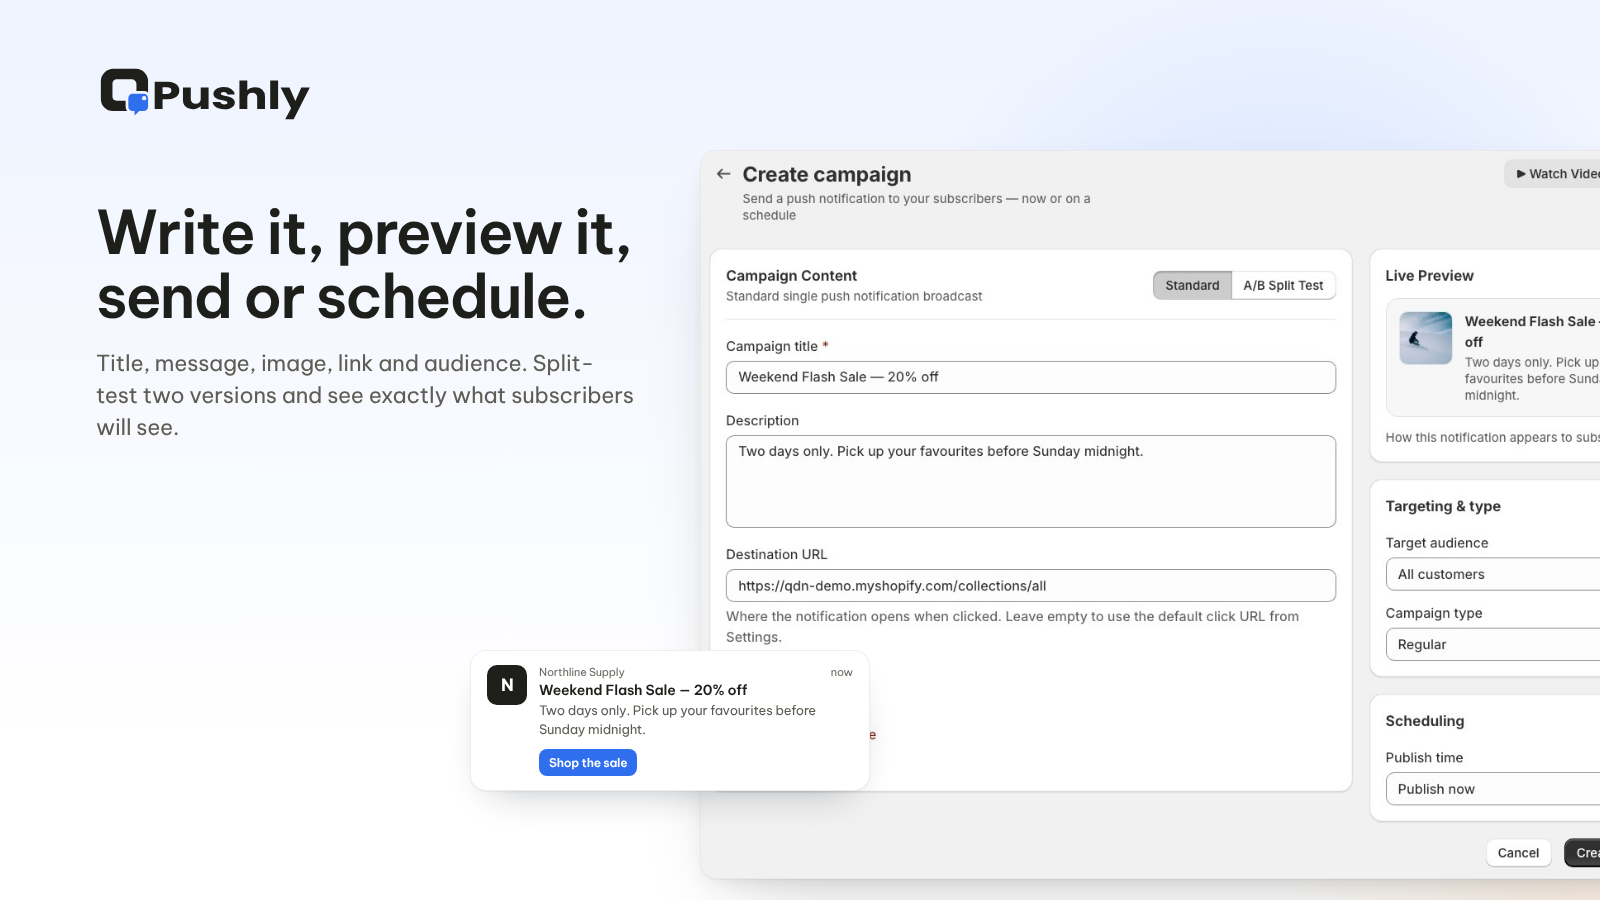 Pushly
Write it, preview it,
send or schedule.
Title, message, image, link and audience. Split-
test two versions and see exactly what subscribers
will see.
Create campaign
Send a push notification to your subscribers — now or on a
schedule
Watch Video
Campaign Content
Standard single push notification broadcast
Standard
A/B Split Test
Campaign title *
Weekend Flash Sale — 20% off
Description
Two days only. Pick up your favourites before Sunday midnight.
Destination URL
https://qdn-demo.myshopify.com/collections/all
Where the notification opens when clicked. Leave empty to use the default click URL from
Settings.
Live Preview
Weekend Flash Sale
off
Two days only. Pick up
favourites before
midnight.
How this notification appears to
Targeting & type
Target audience
All customers
Campaign type
Regular
Scheduling
Publish time
Publish now
Cancel
N
Northline Supply
now
Weekend Flash Sale — 20% off
Two days only. Pick up your favourites before
Sunday midnight.
Shop the sale